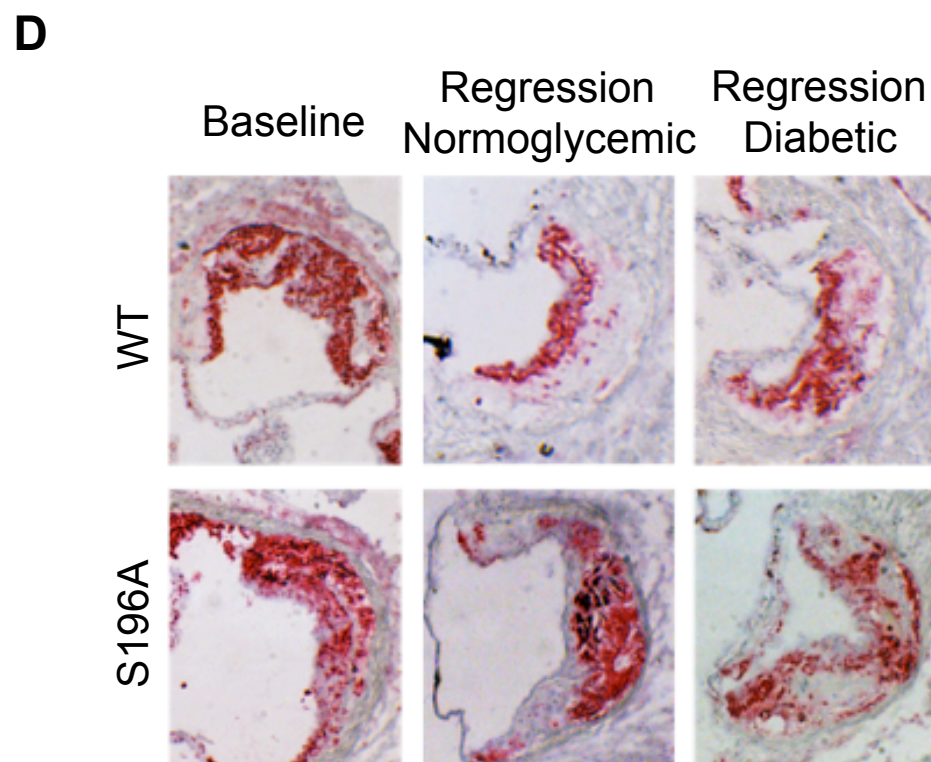 D
Baseline
Regression
Normoglycemic
Regression
Diabetic
WT
S196A